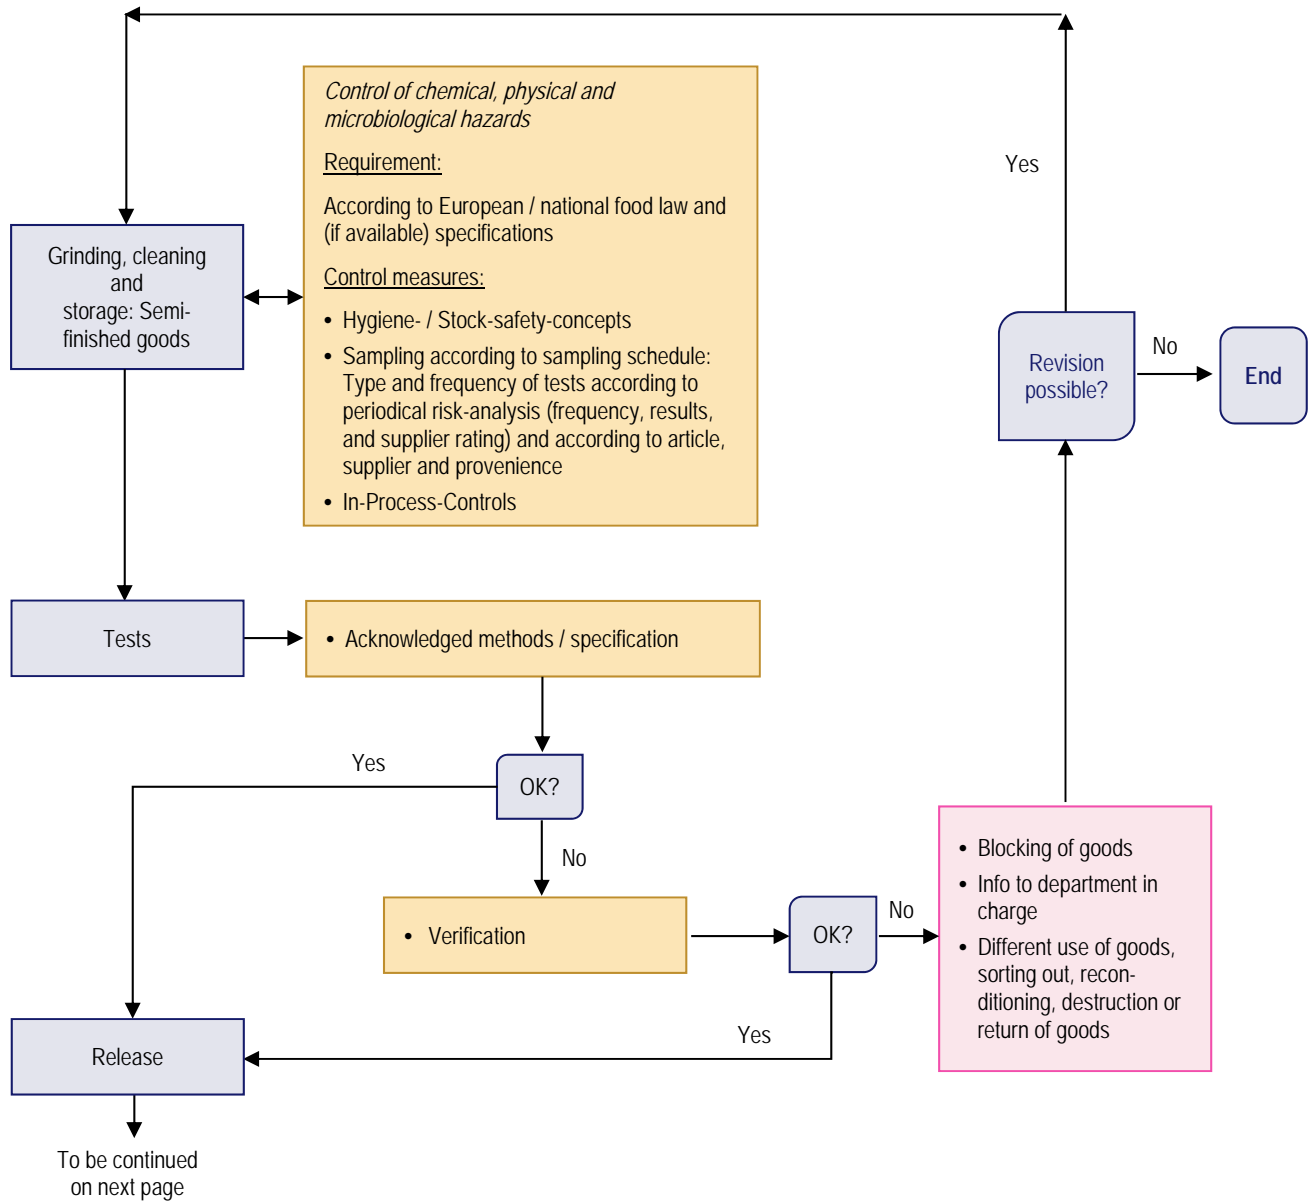 Control of chemical, physical and
microbiological hazards
Requirement:
According to European / national food law and
(if available) specifications
Control measures:
• Hygiene- / Stock-safety-concepts
• Sampling according to sampling schedule:
Type and frequency of tests according to
periodical risk-analysis (frequency, results,
and supplier rating) and according to article,
supplier and provenience
• In-Process-Controls
Grinding, cleaning
and
storage: Semi-
finished goods
Yes
Revision
possible?
No
End
Tests
• Acknowledged methods / specification
Yes
OK?
No
• Verification
OK?
No
• Blocking of goods
• Info to department in
charge
• Different use of goods,
sorting out, recon-
ditioning, destruction or
return of goods
Yes
Release
To be continued
on next page